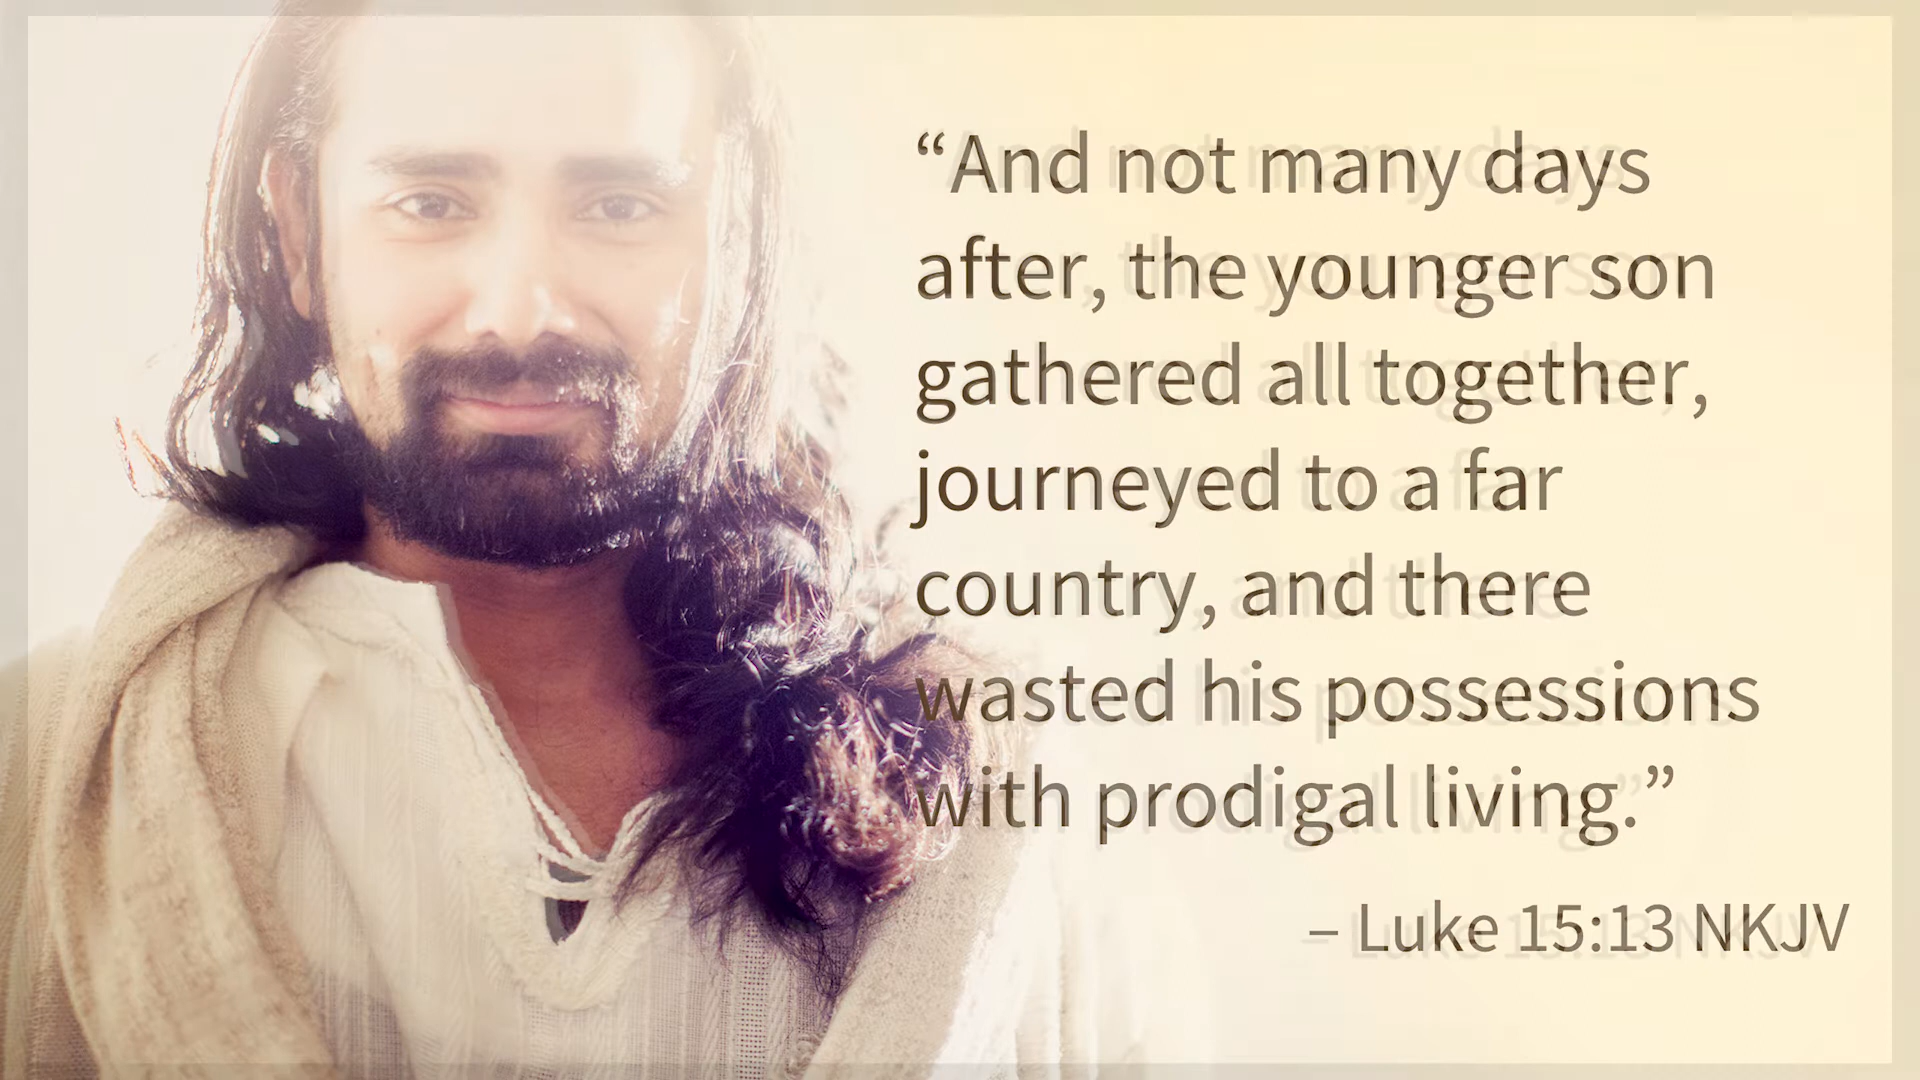 “And not many days
after, the younger son
gathered all together,
journeyed to a far
country, and there
wasted his possessions
with prodigal living.”
– Luke 15:13 NKJV